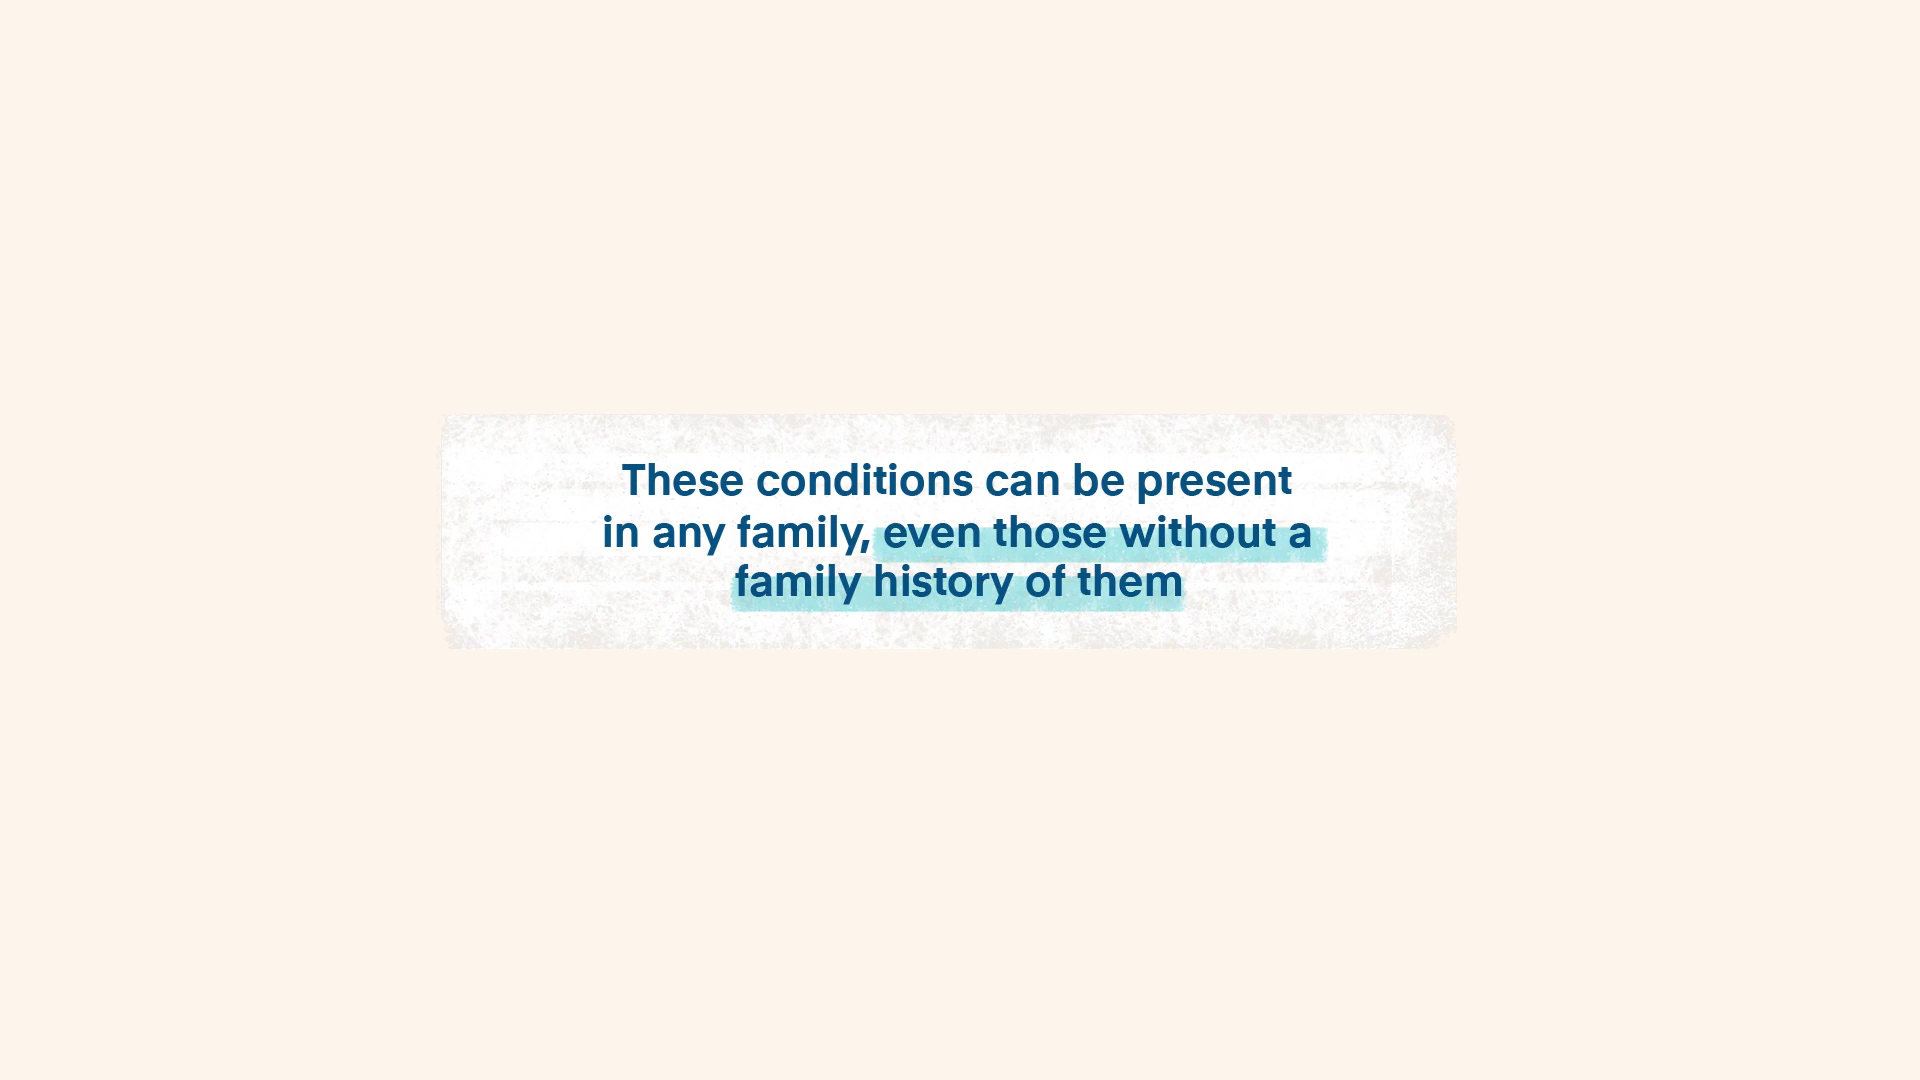 These conditions can be present
in any family, even those without a
family history of them